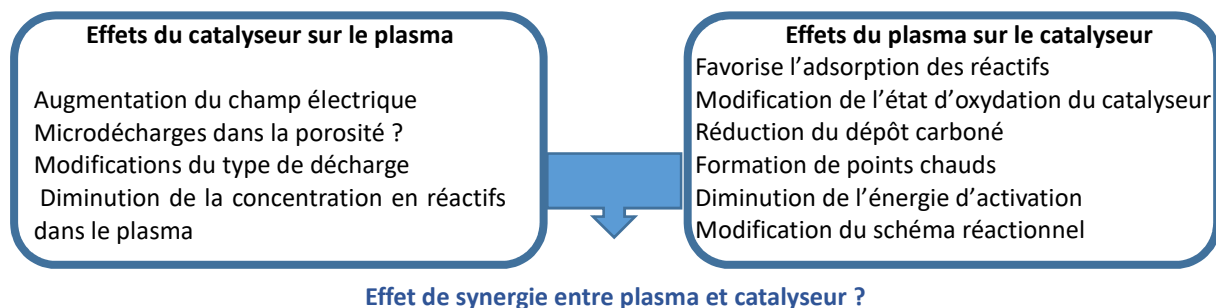 Effets du catalyseur sur le plasma
Augmentation du champ électrique
Microdécharges dans la porosité ?
Modifications du type de décharge
Diminution de la concentration en réactifs
dans le plasma
Effets du plasma sur le catalyseur
Favorise l’adsorption des réactifs
Modification de l’état d’oxydation du catalyseur
Réduction du dépôt carboné
Formation de points chauds
Diminution de l’énergie d’activation
Modification du schéma réactionnel
Effet de synergie entre plasma et catalyseur ?